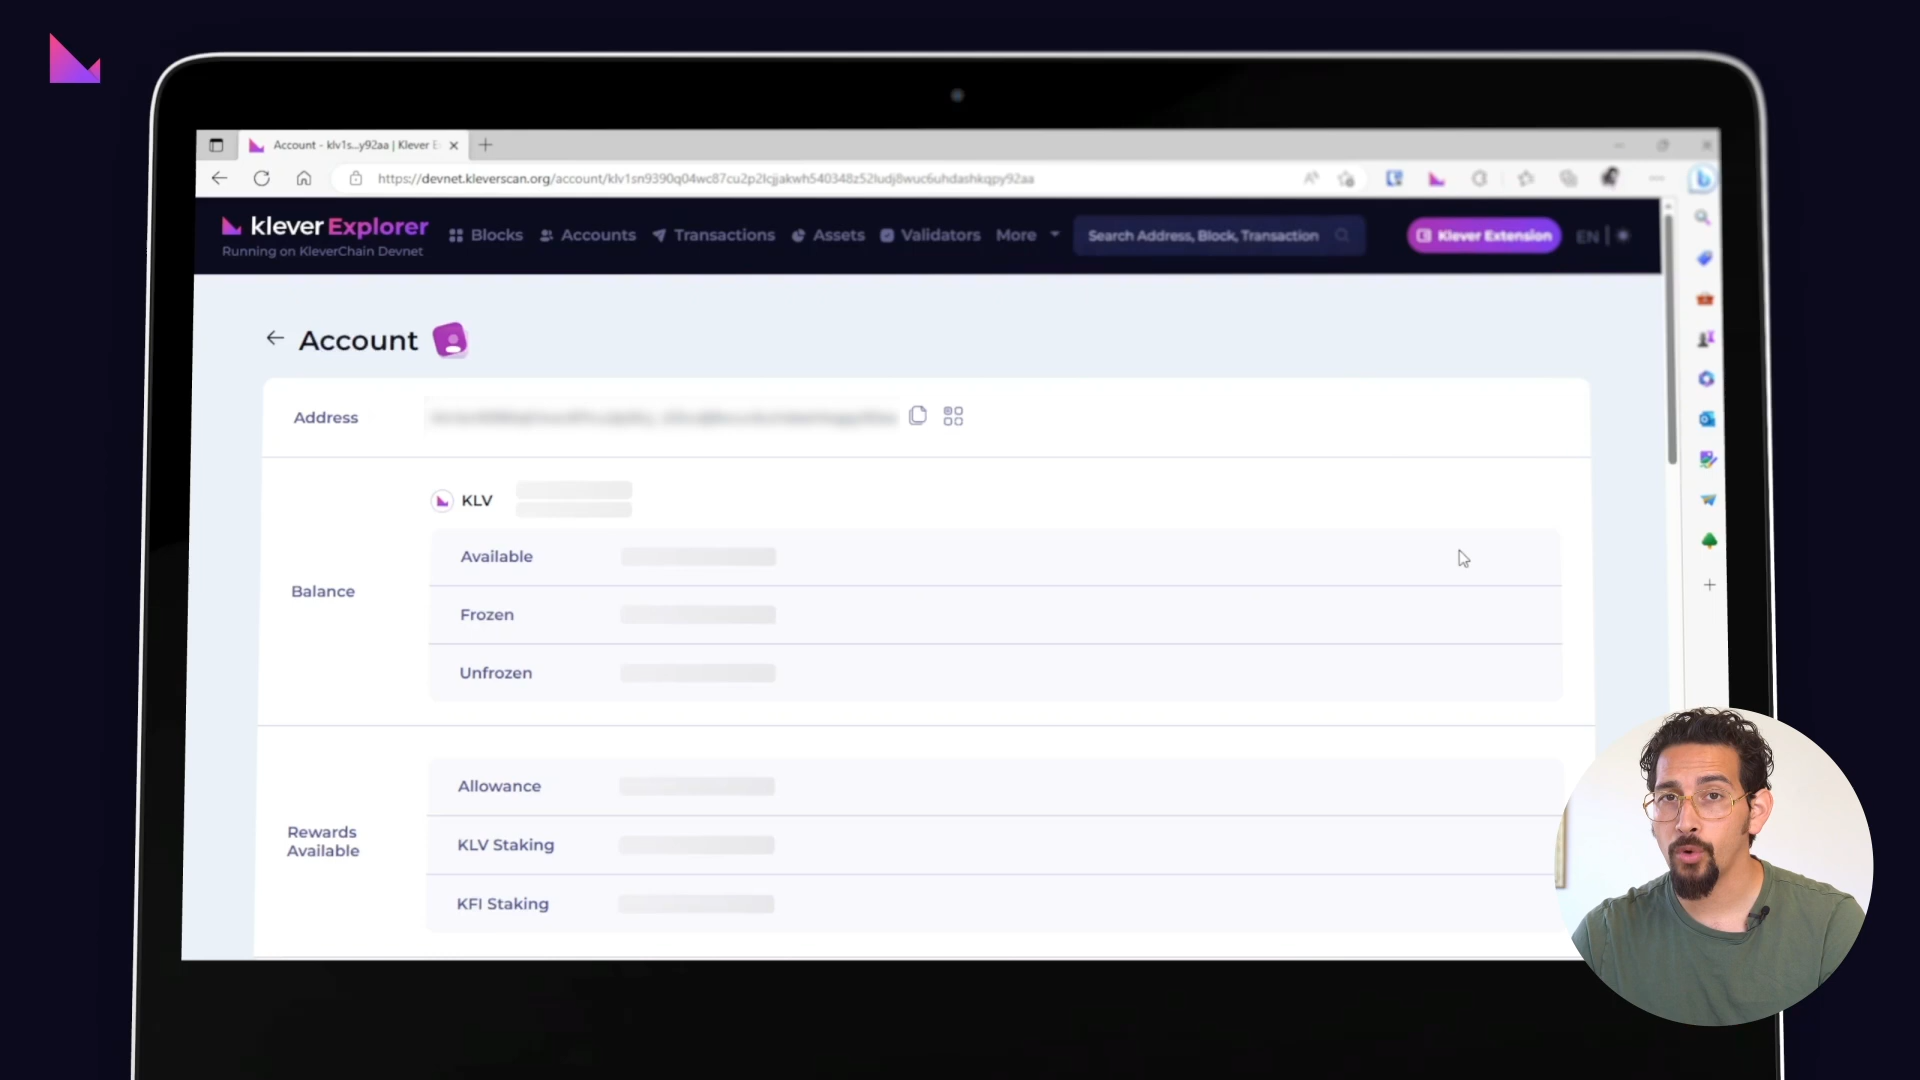 Account - klv1s...y92aa | Klever E
https://devnet.kleverscan.org/account/klv1sn9390q04wc87cu2p2lcjjakwh540348z52ludj8wuc6uhdashkqpy92aa
klever Explorer
Running on KleverChain Devnet
Blocks Accounts Transactions Assets Validators More
Search Address, Block, Transaction
Klever Extension
EN |
Account
Address
KLV
Balance
Available
Frozen
Unfrozen
Rewards
Available
Allowance
KLV Staking
KFI Staking